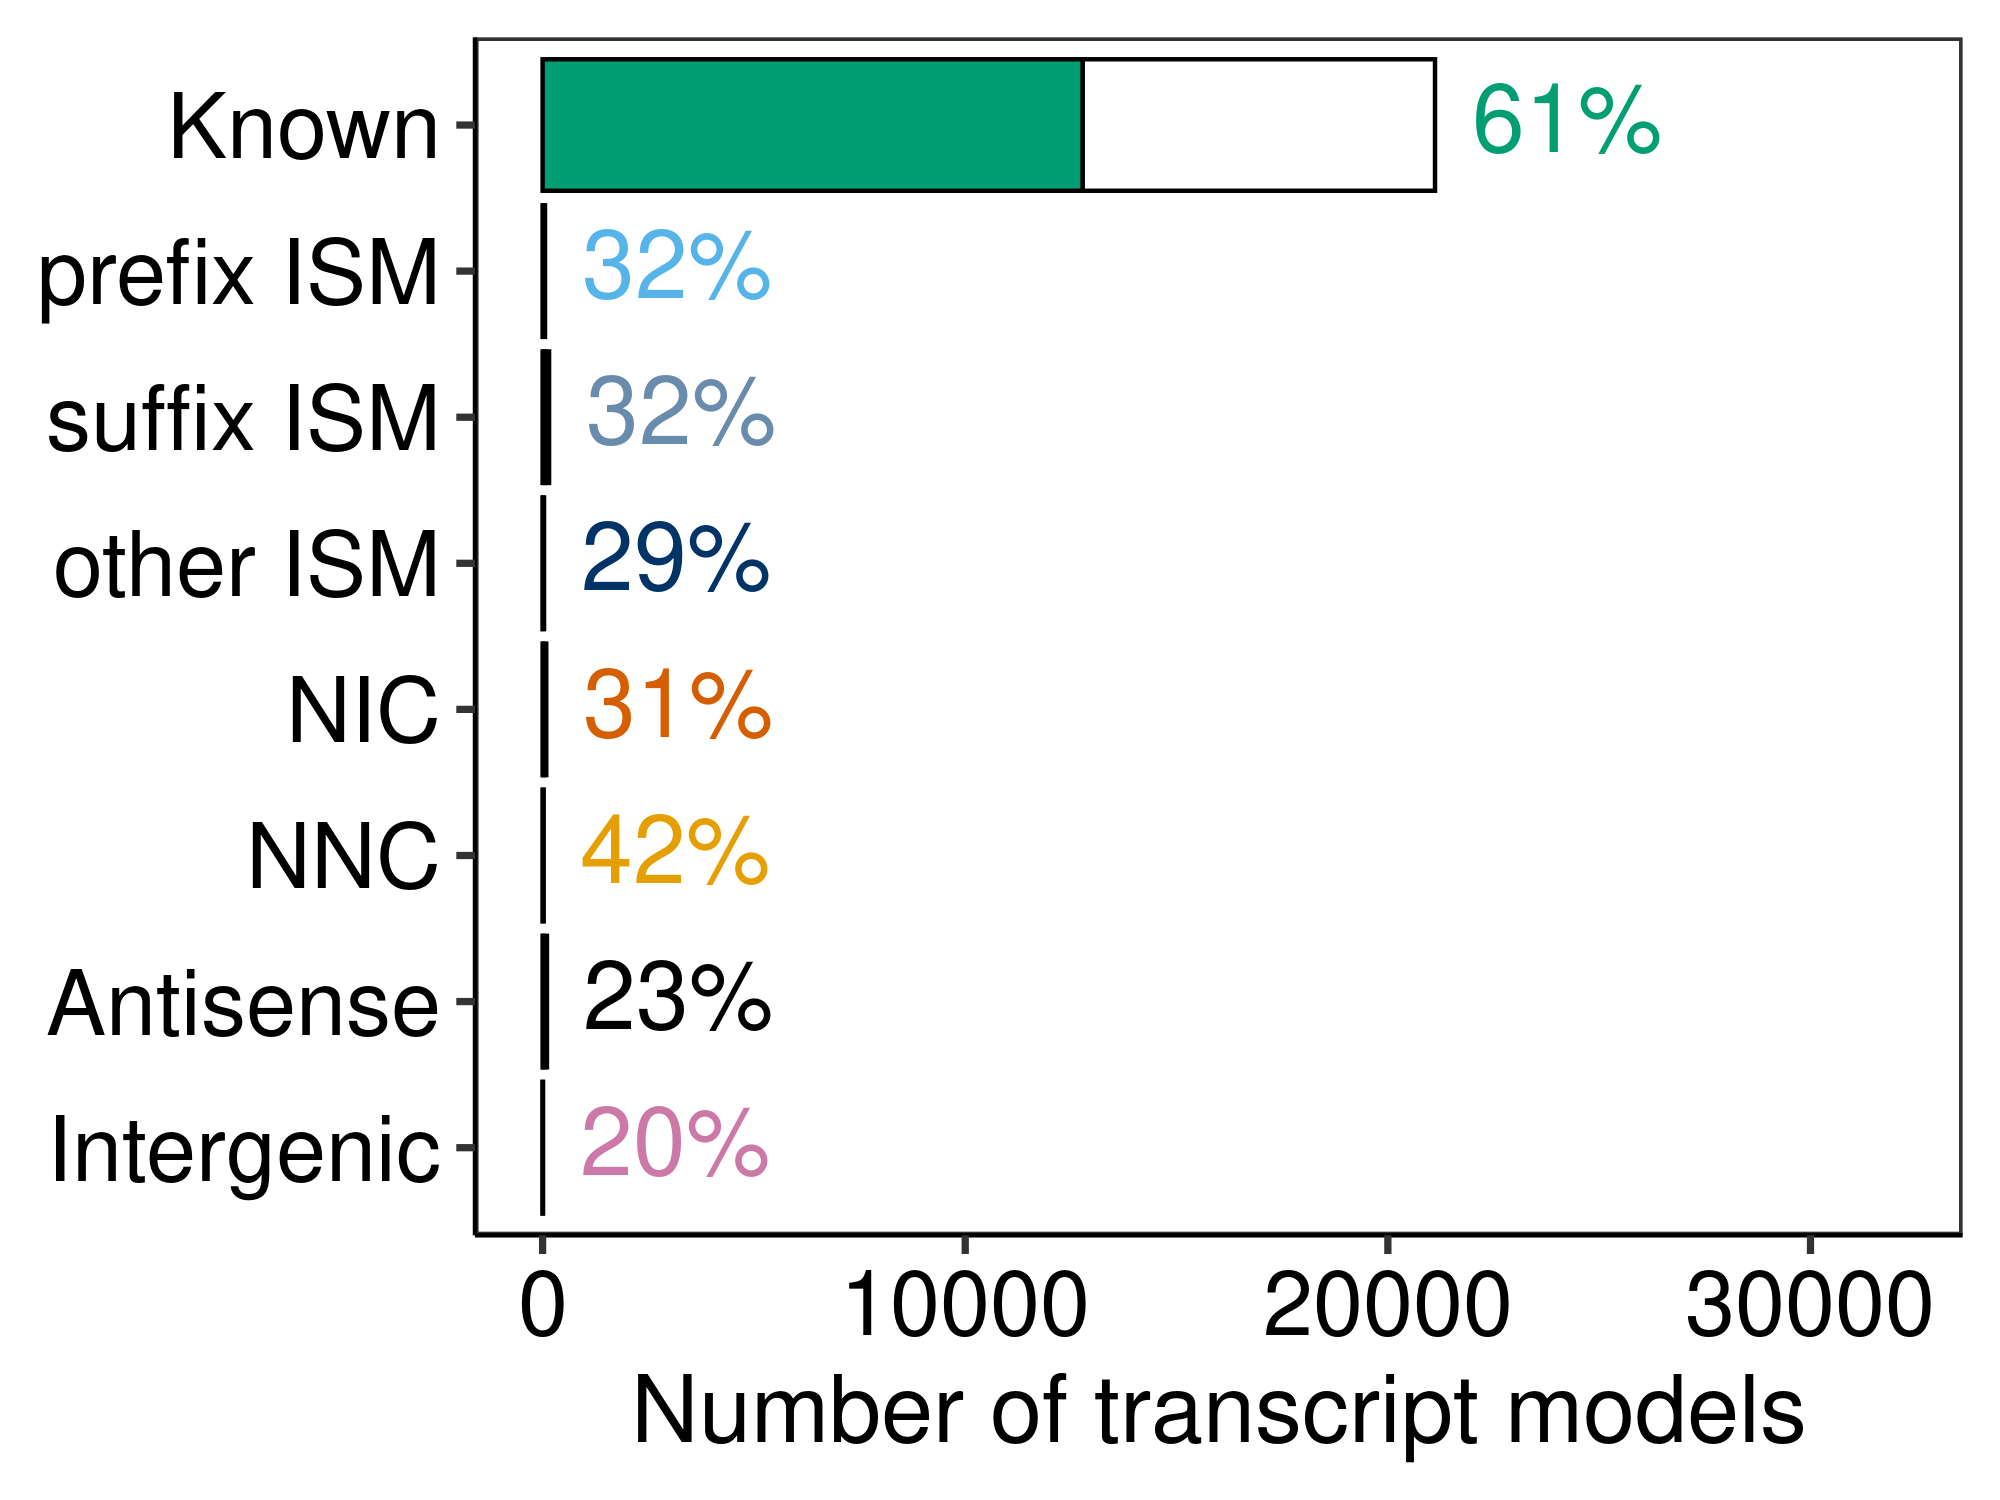 Known 61%
prefix ISM 32%
suffix ISM 32%
other ISM 29%
NIC 31%
NNC 42%
Antisense 23%
Intergenic 20%
0 10000 20000 30000
Number of transcript models